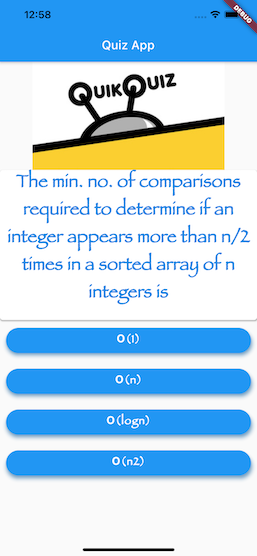 12:58
DEBUG
Quiz App
QUIKQUIZ
The min. no. of comparisons
required to determine if an
integer appears more than n/2
times in a sorted array of n
integers is
O(1)
O(n)
O(logn)
O(n2)